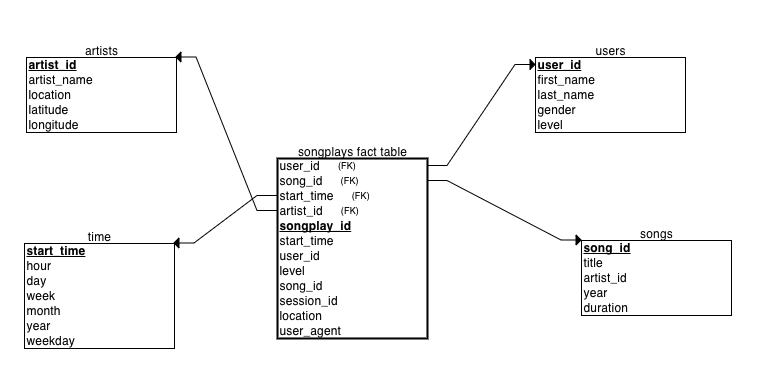 artists
artist_id
artist_name
location
latitude
longitude
users
user_id
first_name
last_name
gender
level
songplays fact table
user_id (FK)
song_id (FK)
start_time (FK)
artist_id (FK)
songplay_id
start_time
user_id
level
song_id
session_id
location
user_agent
time
start_time
hour
day
week
month
year
weekday
songs
song_id
title
artist_id
year
duration